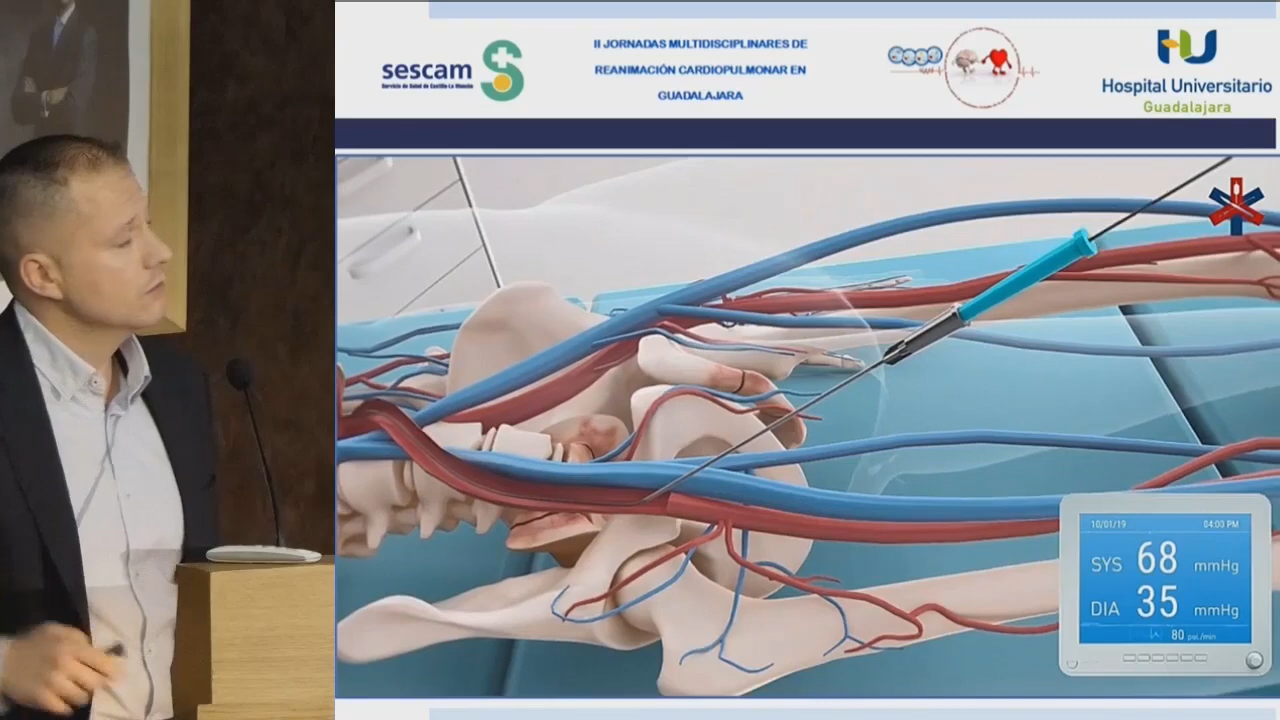 sescam
Servicio de Salud de Castilla-La Mancha
II JORNADAS MULTIDISCIPLINARES DE
REANIMACIÓN CARDIOPULMONAR EN
GUADALAJARA
Hospital Universitario
Guadalajara
10/01/19 04:00 PM
SYS 68 mmHg
DIA 35 mmHg
80